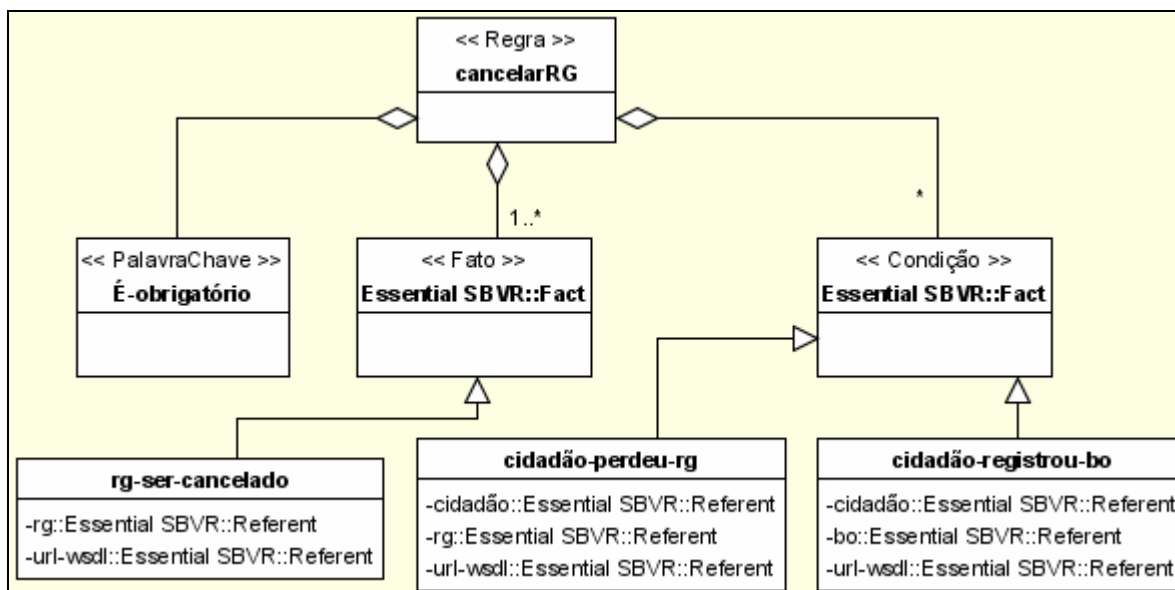 << Regra >>
cancelarRG
*
1..*
<< PalavraChave >>
É-obrigatório
<< Fato >>
Essential SBVR::Fact
<< Condição >>
Essential SBVR::Fact
rg-ser-cancelado
-rg::Essential SBVR::Referent
-url-wsdl::Essential SBVR::Referent
cidadão-perdeu-rg
-cidadão::Essential SBVR::Referent
-rg::Essential SBVR::Referent
-url-wsdl::Essential SBVR::Referent
cidadão-registrou-bo
-cidadão::Essential SBVR::Referent
-bo::Essential SBVR::Referent
-url-wsdl::Essential SBVR::Referent